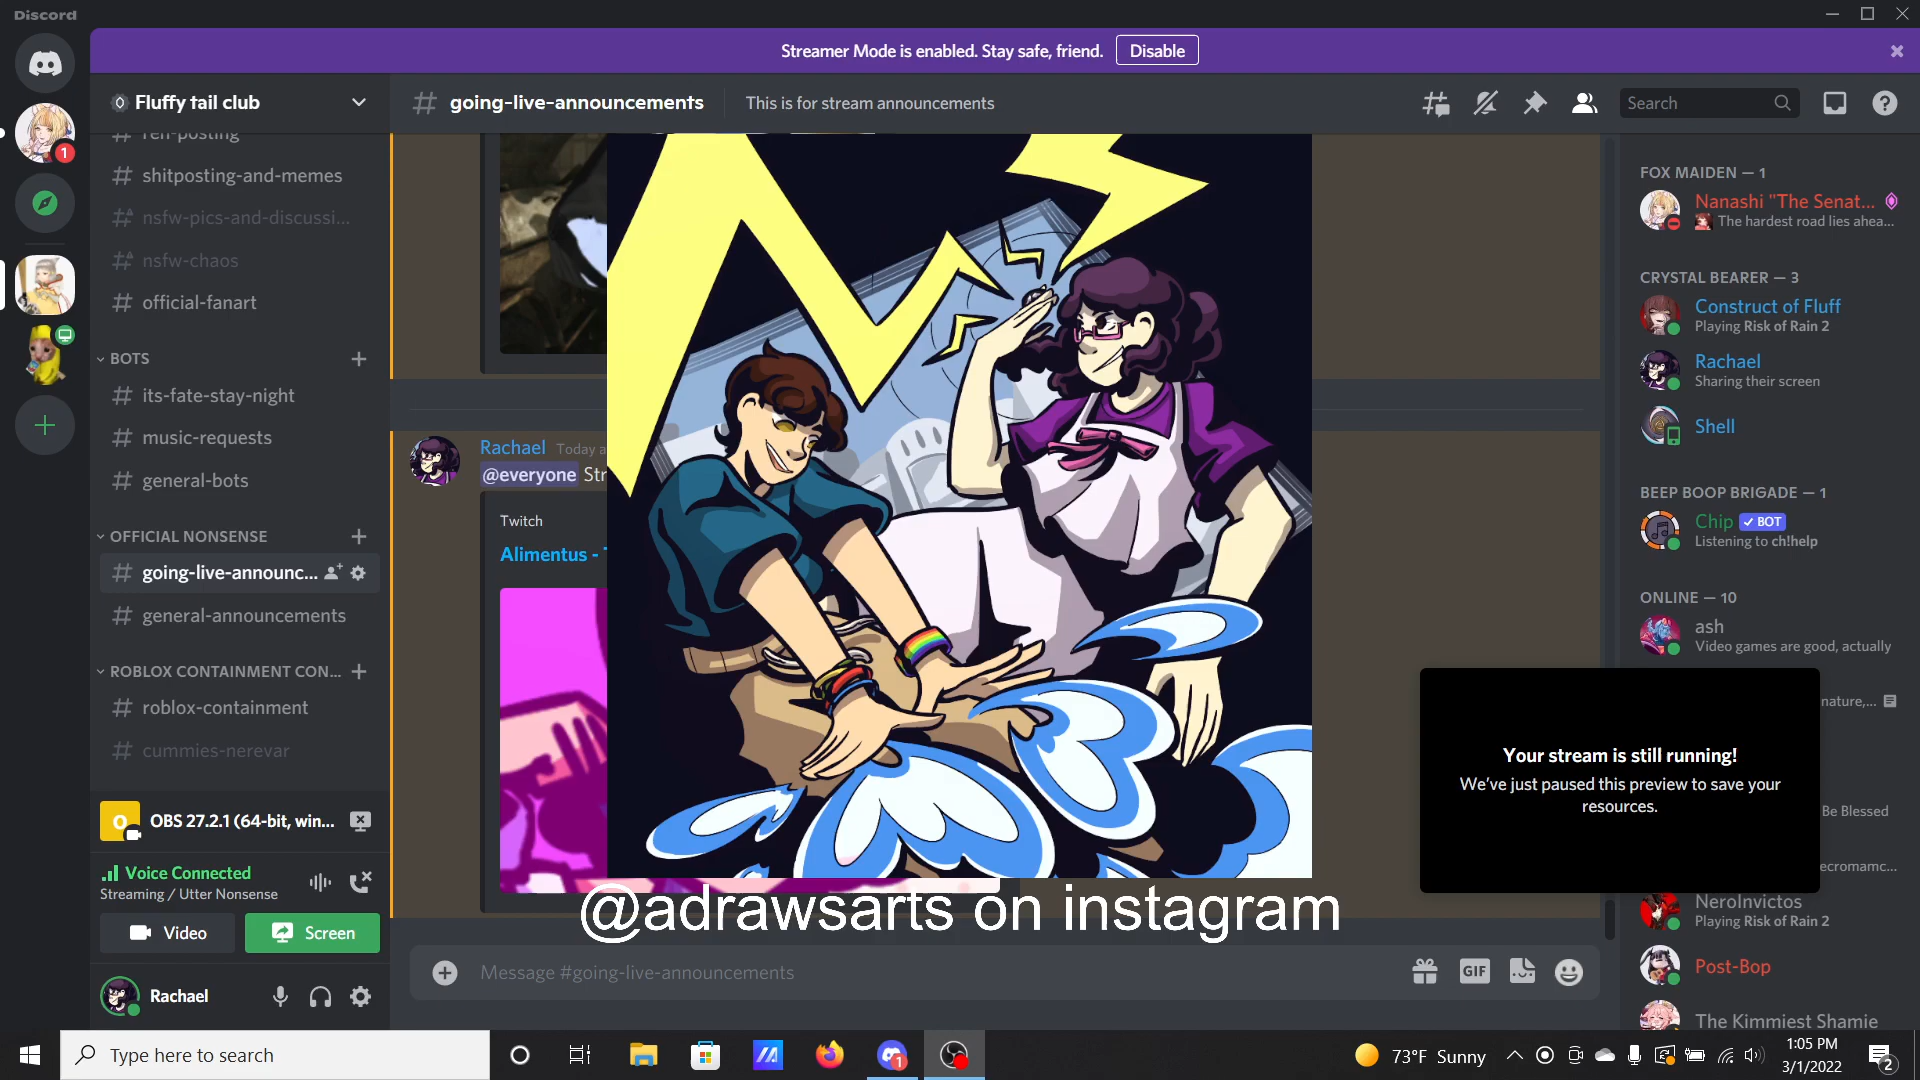 Discord
Streamer Mode is enabled. Stay safe, friend.
Disable
Fluffy tail club
going-live-announcements
This is for stream announcements
Search
ren-posting
shitposting-and-memes
nsfw-pics-and-discussi...
nsfw-chaos
official-fanart
BOTS
its-fate-stay-night
music-requests
general-bots
OFFICIAL NONSENSE
going-live-announc...
general-announcements
ROBLOX CONTAINMENT CON...
roblox-containment
cummies-nerevar
OBS 27.2.1 (64-bit, win...
Voice Connected
Streaming / Utter Nonsense
Video
Screen
Rachael
Rachael Today a
@everyone Str
Twitch
Alimentus -
@adrawsarts on instagram
Message #going-live-announcements
GIF
FOX MAIDEN — 1
Nanashi "The Senat...
The hardest road lies ahea...
CRYSTAL BEARER — 3
Construct of Fluff
Playing Risk of Rain 2
Rachael
Sharing their screen
Shell
BEEP BOOP BRIGADE — 1
Chip BOT
Listening to ch!help
ONLINE — 10
ash
Video games are good, actually
nature,...
Your stream is still running!
We've just paused this preview to save your
resources.
Be Blessed
ecromamc...
NeroInvictos
Playing Risk of Rain 2
Post-Bop
The Kimmiest Shamie
Type here to search
73°F Sunny
1:05 PM
3/1/2022
2